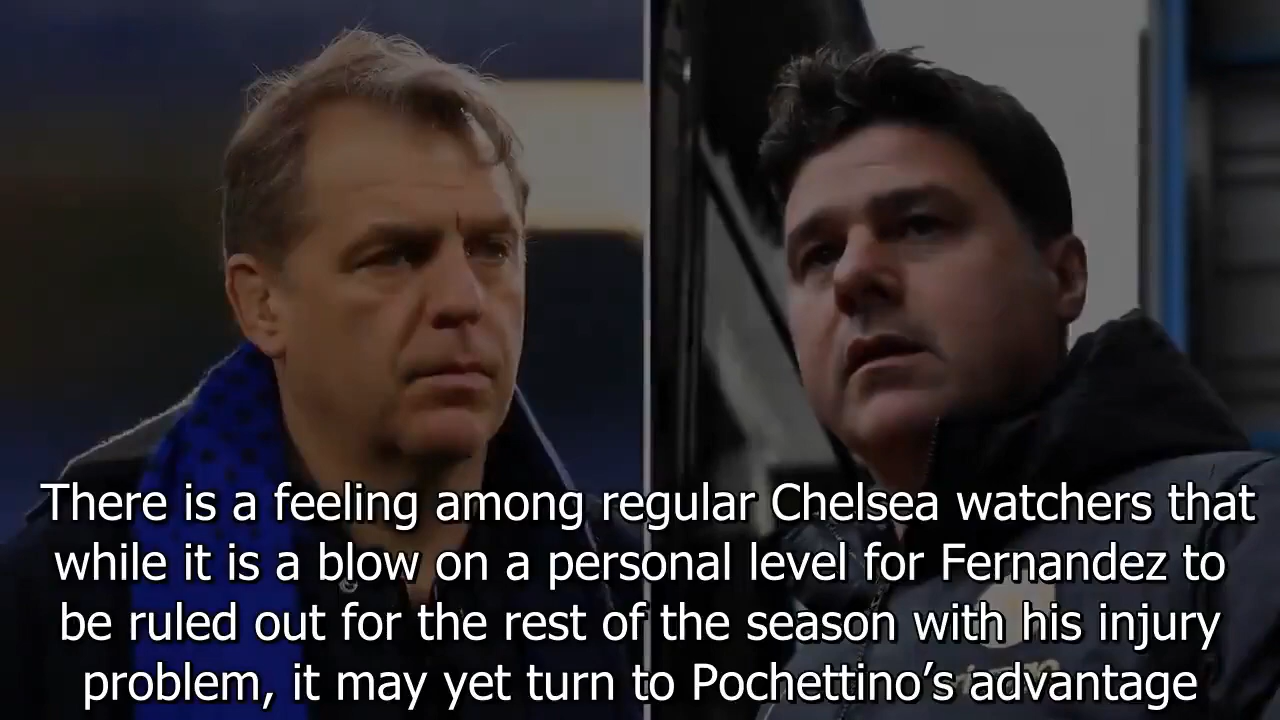 There is a feeling among regular Chelsea watchers that
while it is a blow on a personal level for Fernandez to
be ruled out for the rest of the season with his injury
problem, it may yet turn to Pochettino’s advantage